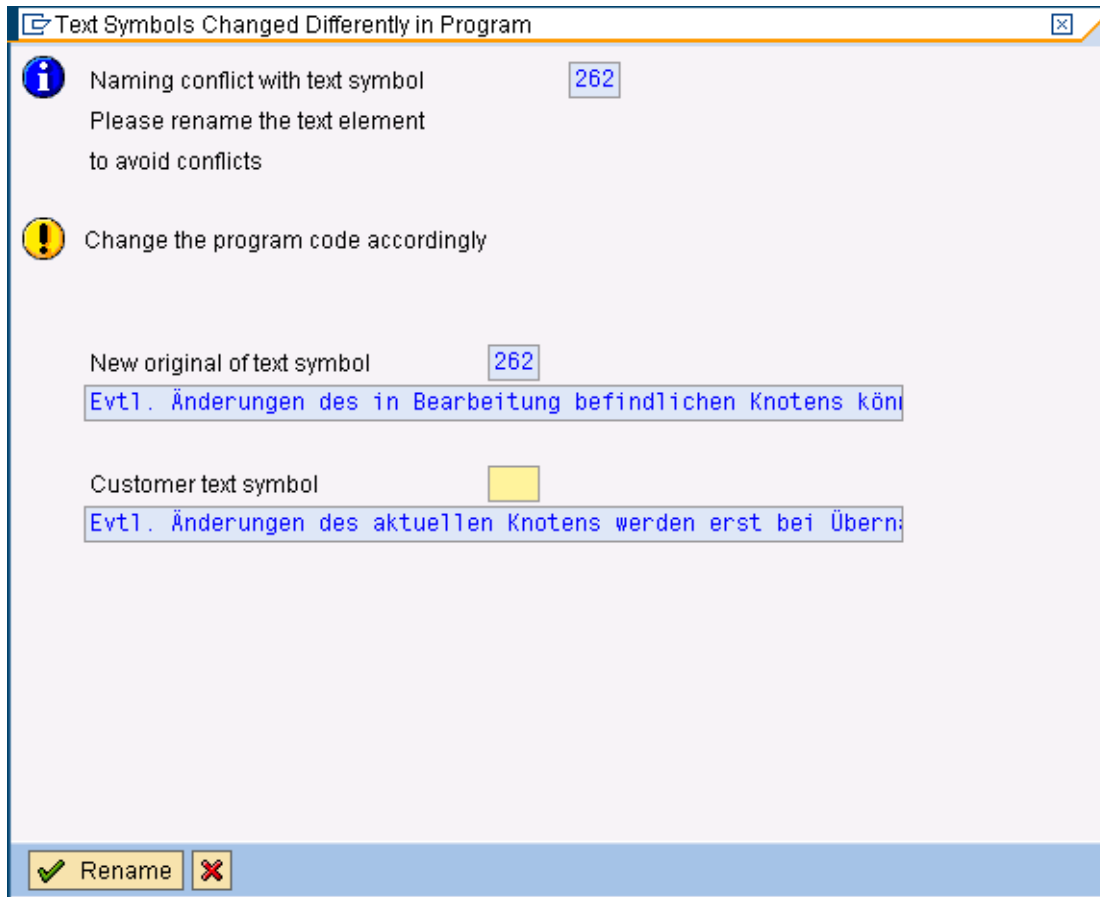 Text Symbols Changed Differently in Program
Naming conflict with text symbol 262
Please rename the text element
to avoid conflicts
Change the program code accordingly
New original of text symbol 262
Evtl. Änderungen des in Bearbeitung befindlichen Knotens könn
Customer text symbol
Evtl. Änderungen des aktuellen Knotens werden erst bei Überna
Rename